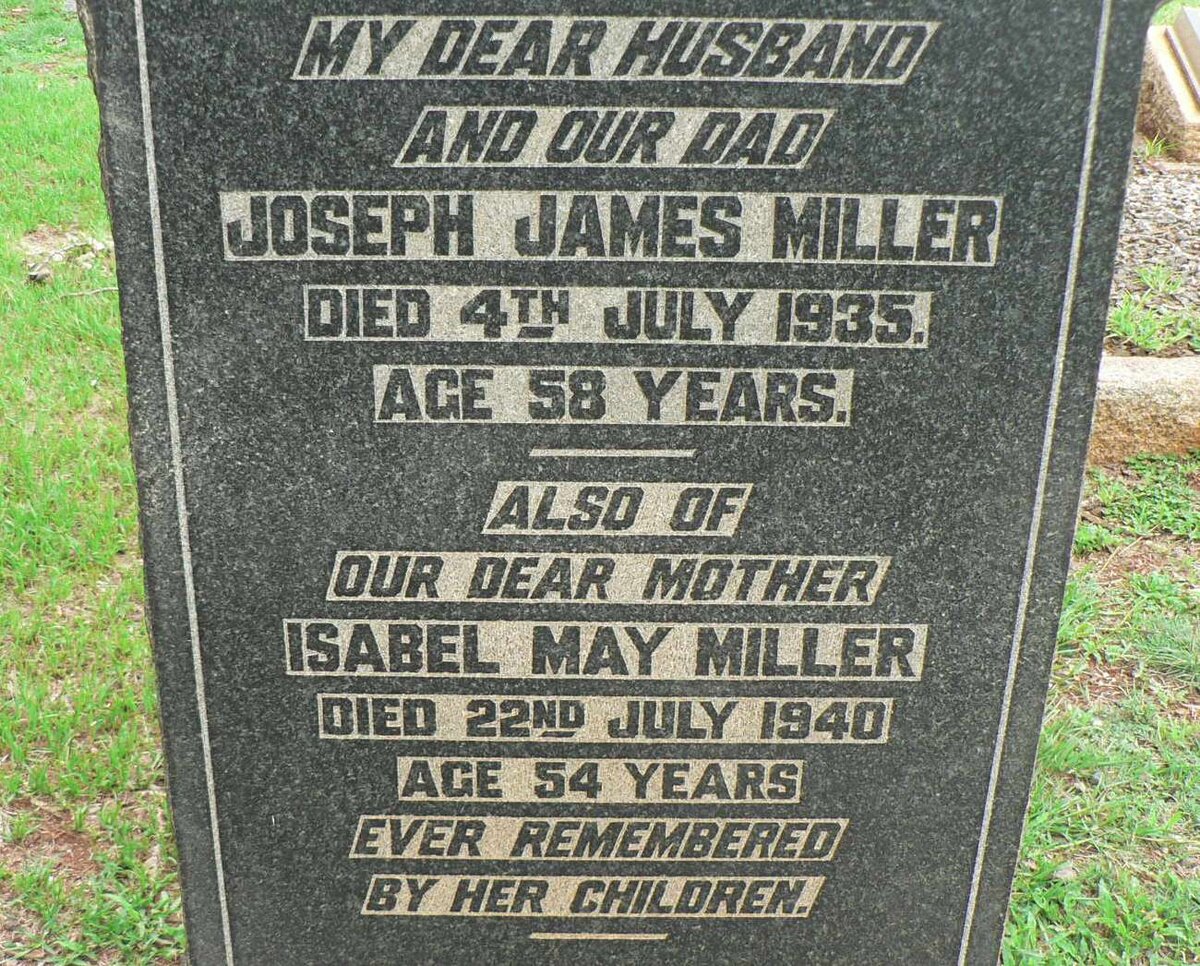 MY DEAR HUSBAND
AND OUR DAD
JOSEPH JAMES MILLER
DIED 4TH JULY 1935.
AGE 58 YEARS.
ALSO OF
OUR DEAR MOTHER
ISABEL MAY MILLER
DIED 22ND JULY 1940
AGE 54 YEARS
EVER REMEMBERED
BY HER CHILDREN.